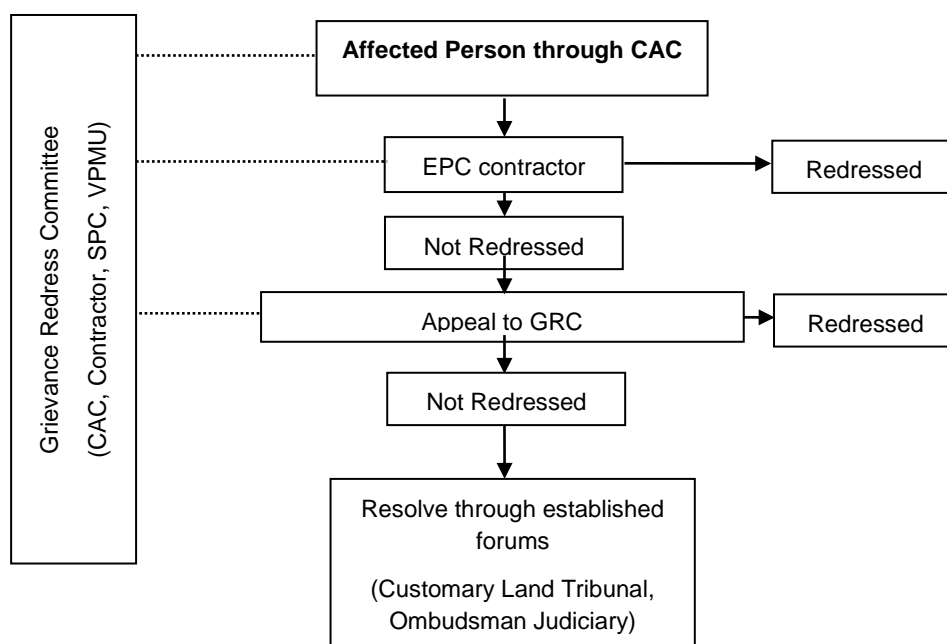 Grievance Redress Committee
(CAC, Contractor, SPC, VPMU)
Affected Person through CAC
EPC contractor
Redressed
Not Redressed
Appeal to GRC
Redressed
Not Redressed
Resolve through established
forums
(Customary Land Tribunal,
Ombudsman Judiciary)